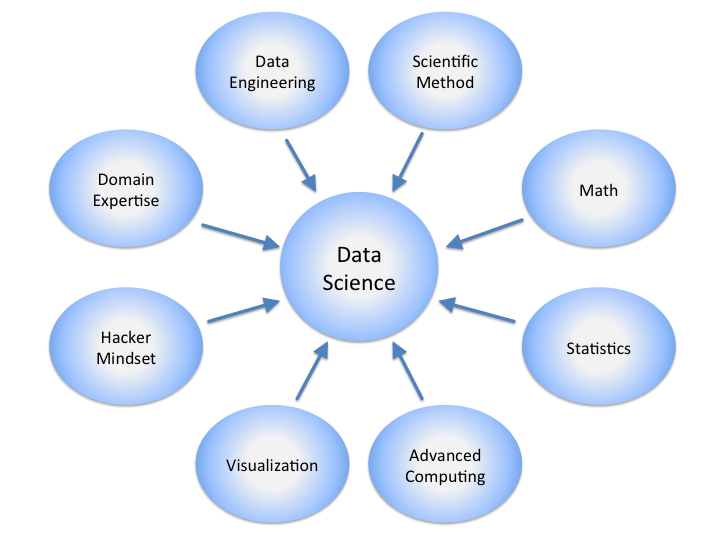 Data
Engineering
Scientific
Method
Domain
Expertise
Math
Data
Science
Hacker
Mindset
Statistics
Visualization
Advanced
Computing